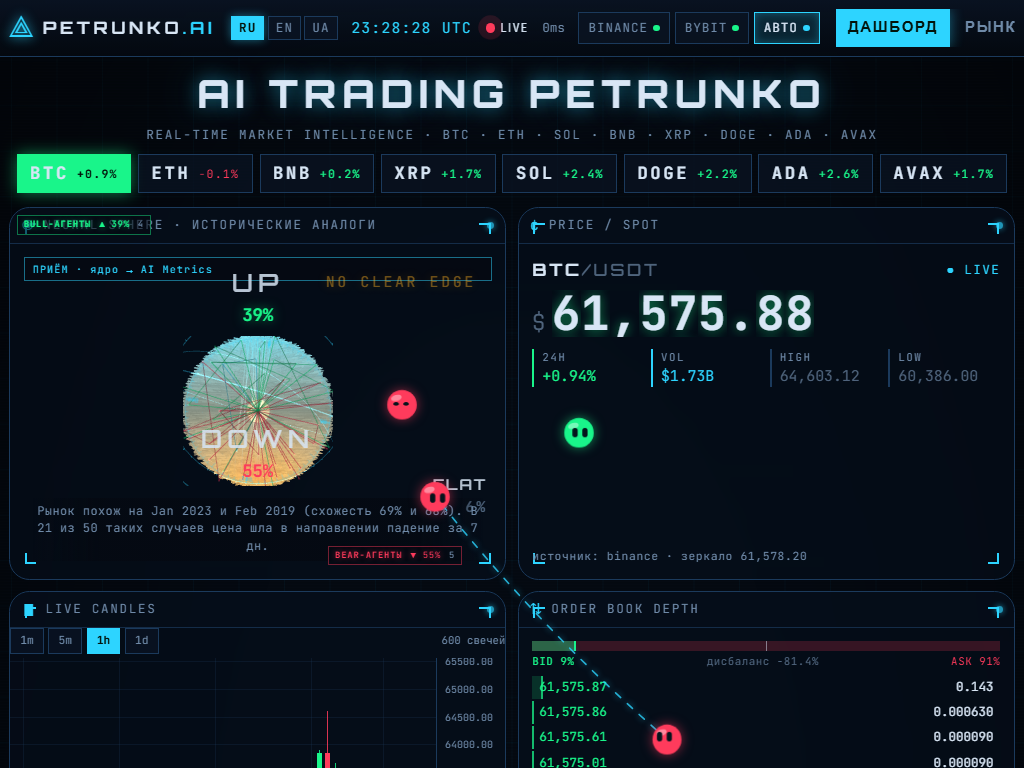 PETRUNKO.AI RU EN UA 23:28:28 UTC LIVE 0ms BINANCE BYBIT АВТО ДАШБОРД РЫНК
AI TRADING PETRUNKO
REAL-TIME MARKET INTELLIGENCE · BTC · ETH · SOL · BNB · XRP · DOGE · ADA · AVAX
BTC +0.9% ETH -0.1% BNB +0.2% XRP +1.7% SOL +2.4% DOGE +2.2% ADA +2.6% AVAX +1.7%
BULL-АГЕНТЫ ▲ 39% 4
· ИСТОРИЧЕСКИЕ АНАЛОГИ
ПРИЁМ · ядро → AI Metrics
UP NO CLEAR EDGE
39%
DOWN
55%
FLAT
6%
Рынок похож на Jan 2023 и Feb 2019 (схожесть 69% и 68%). В
21 из 50 таких случаев цена шла в направлении падение за 7
дн.
BEAR-АГЕНТЫ ▼ 55% 5
PRICE / SPOT
BTC/USDT LIVE
$ 61,575.88
24H VOL HIGH LOW
+0.94% $1.73B 64,603.12 60,386.00
источник: binance · зеркало 61,578.20
LIVE CANDLES
1m 5m 1h 1d 600 свечей
65500.00
65000.00
64500.00
64000.00
ORDER BOOK DEPTH
BID 9% дисбаланс -81.4% ASK 91%
61,575.87 0.143
61,575.86 0.000630
61,575.61 0.000090
61,575.01 0.000090